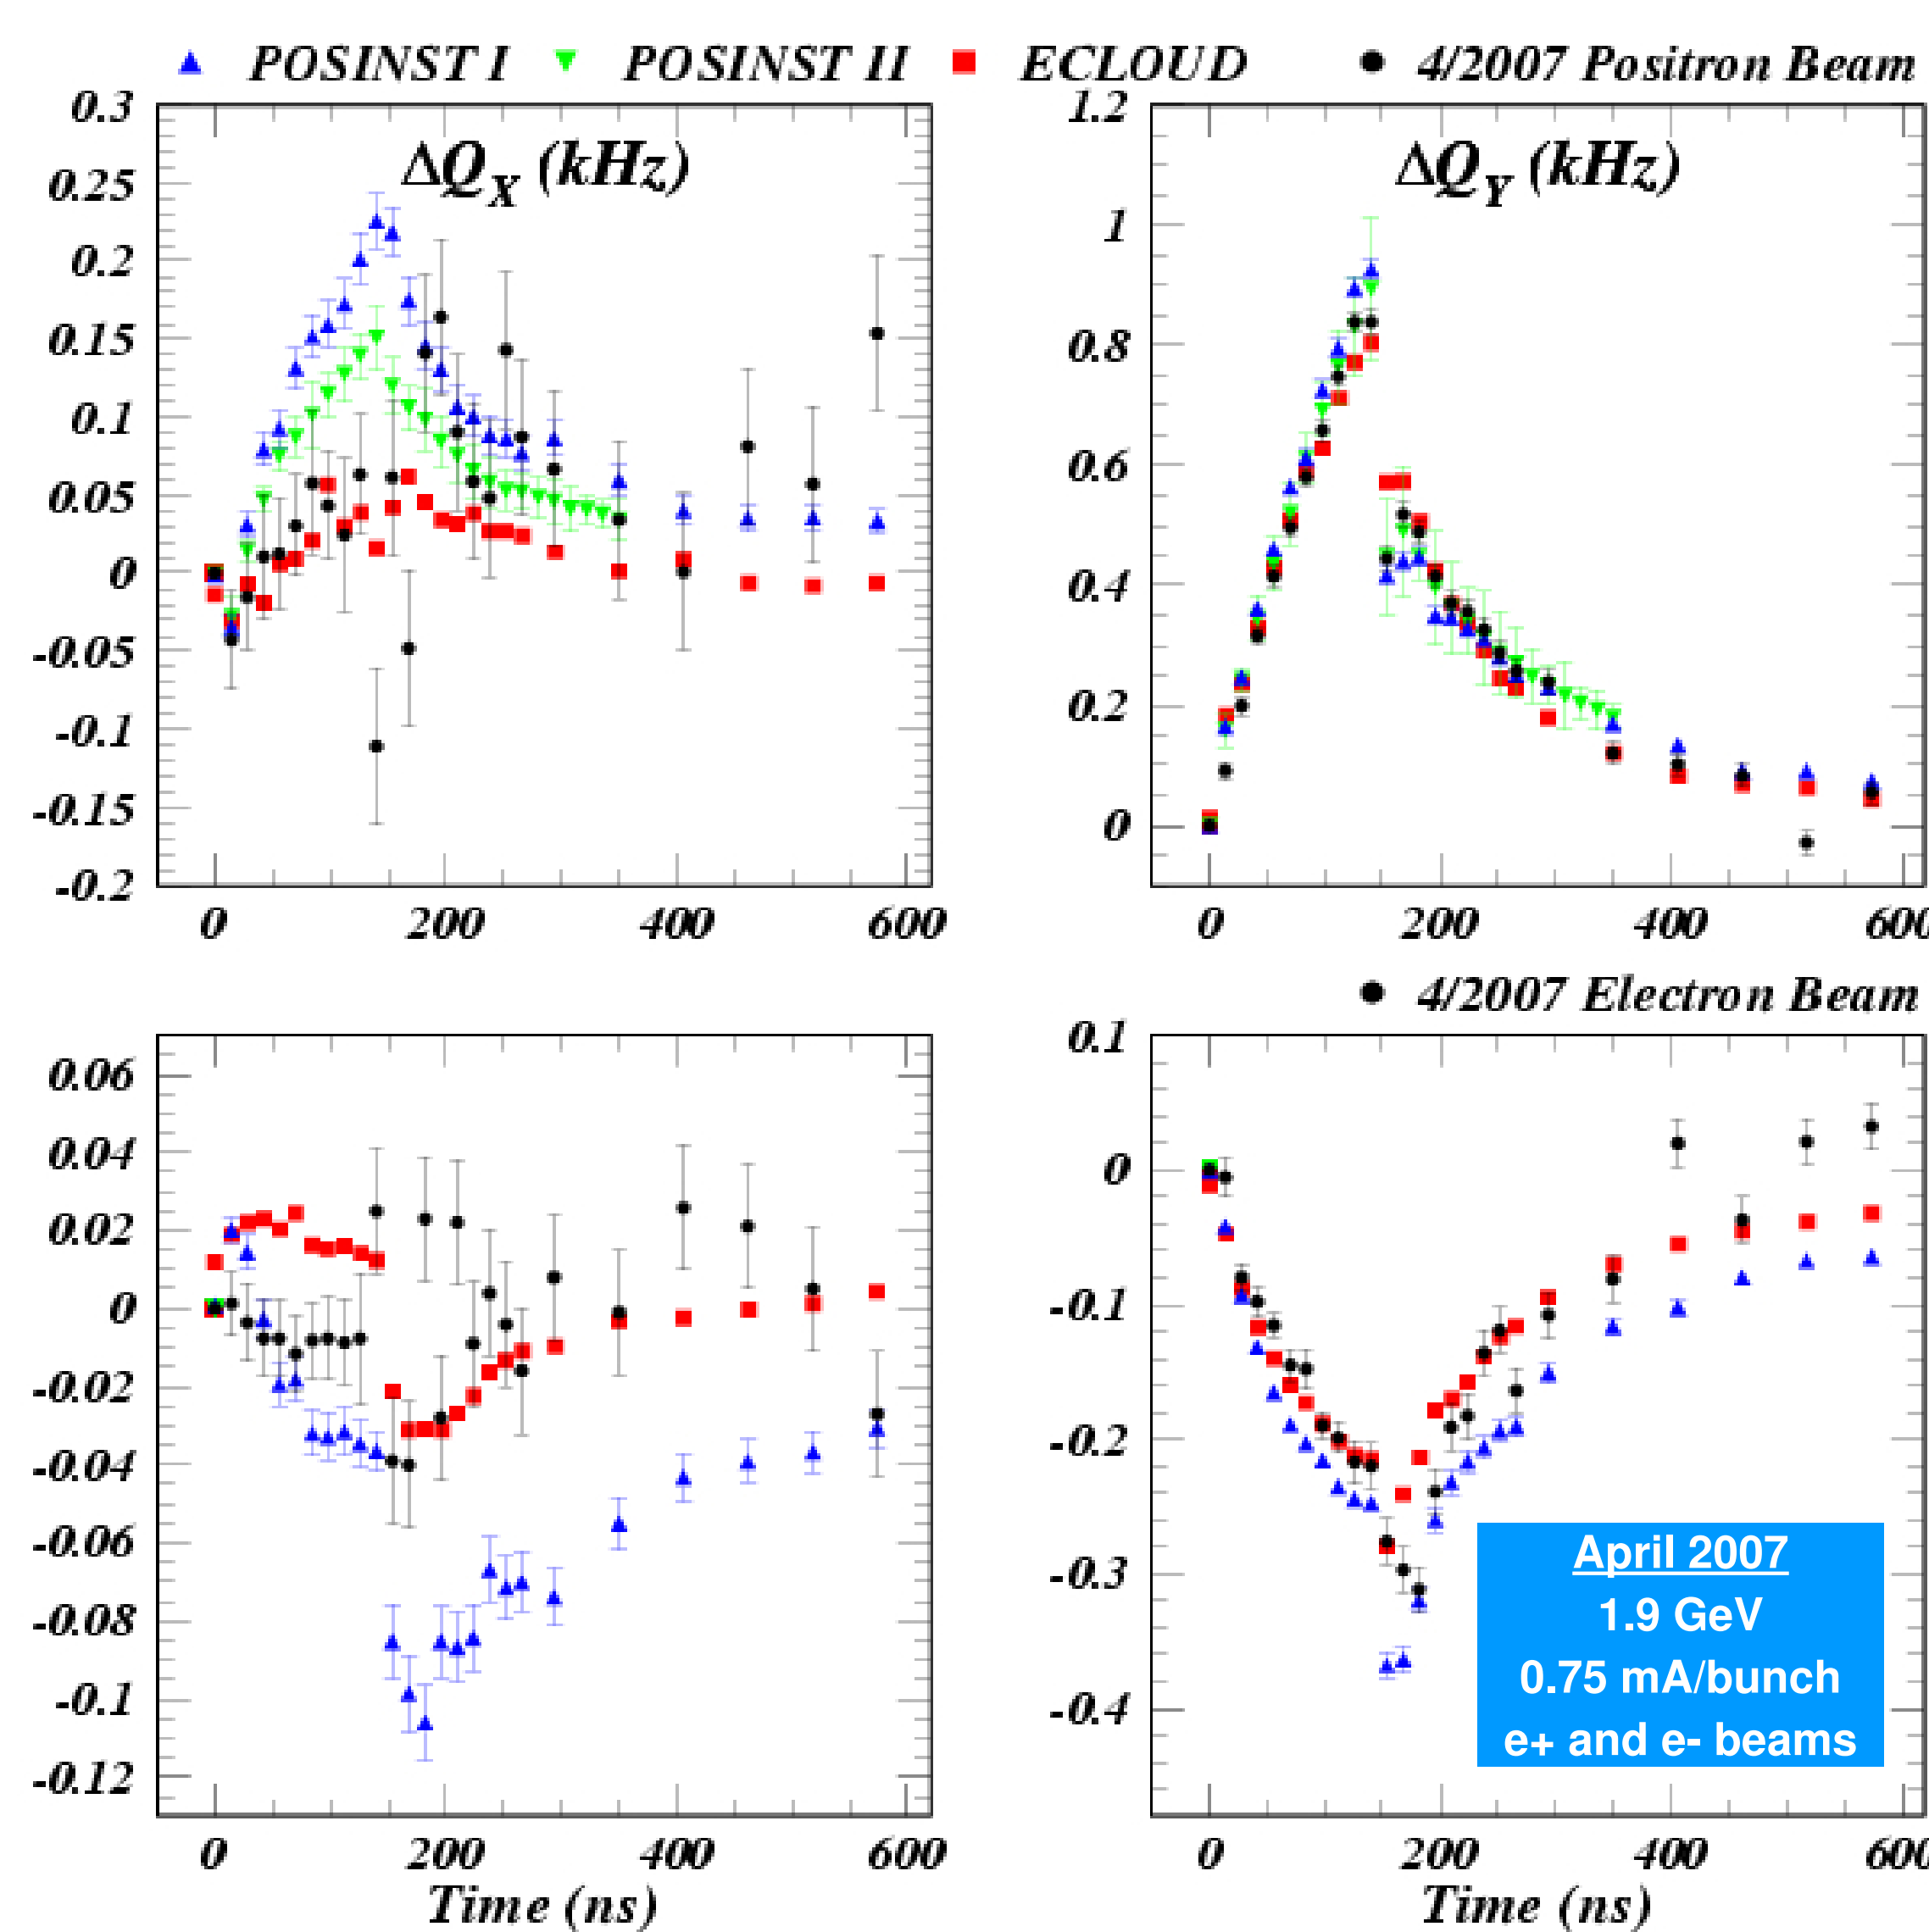 POSINST I POSINST II ECLOUD 4/2007 Positron Beam
ΔQX (kHz)
0.3
0.25
0.2
0.15
0.1
0.05
0
-0.05
-0.1
-0.15
-0.2
0 200 400 600
ΔQY (kHz)
1.2
1
0.8
0.6
0.4
0.2
0
0 200 400 600
4/2007 Electron Beam
0.06
0.04
0.02
0
-0.02
-0.04
-0.06
-0.08
-0.1
-0.12
0 200 400 600
Time (ns)
0.1
0
-0.1
-0.2
-0.3
-0.4
April 2007
1.9 GeV
0.75 mA/bunch
e+ and e- beams
0 200 400 600
Time (ns)